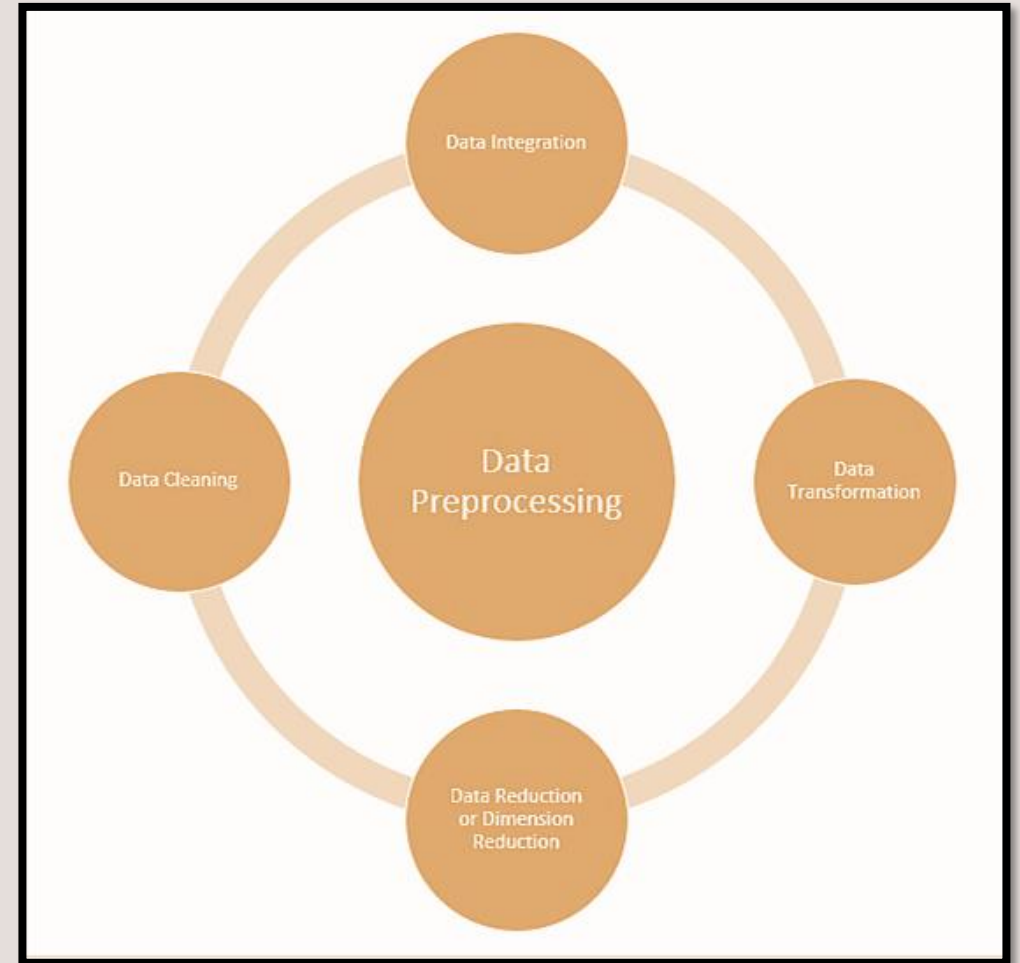 Data Integration
Data Cleaning
Data
Preprocessing
Data
Transformation
Data Reduction
or Dimension
Reduction